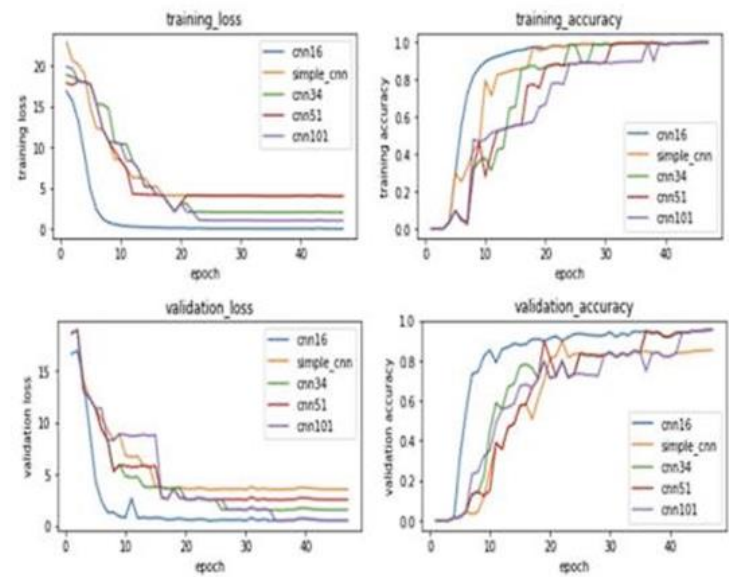 training_loss
20
15
10
5
0
training loss
cnn16
simple_cnn
cnn34
cnn51
cnn101
0 10 20 30 40
epoch
training_accuracy
1.0
0.8
0.6
0.4
0.2
0.0
training accuracy
cnn16
simple_cnn
cnn34
cnn51
cnn101
0 10 20 30 40
epoch
validation_loss
15
10
5
0
validation loss
cnn16
simple_cnn
cnn34
cnn51
cnn101
0 10 20 30 40
epoch
validation_accuracy
1.0
0.8
0.6
0.4
0.2
0.0
validation accuracy
cnn16
simple_cnn
cnn34
cnn51
cnn101
0 10 20 30 40
epoch